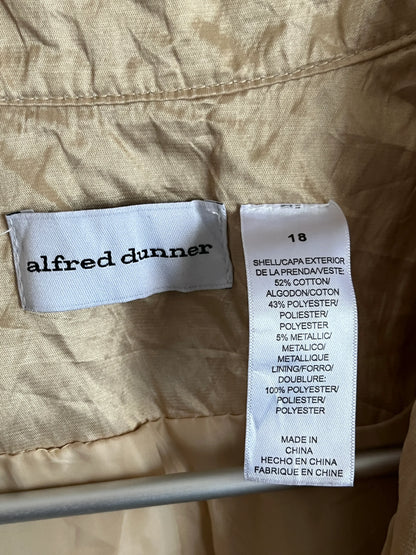 alfred dunner
18
SHELL/CAPA EXTERIOR
DE LA PRENDA/VESTE:
52% COTTON/
ALGODON/COTON
43% POLYESTER/
POLIESTER/
POLYESTER
5% METALLIC/
METALICO/
METALLIQUE
LINING/FORRO/
DOUBLURE:
100% POLYESTER/
POLIESTER/
POLYESTER
MADE IN
CHINA
HECHO EN CHINA
FABRIQUE EN CHINE